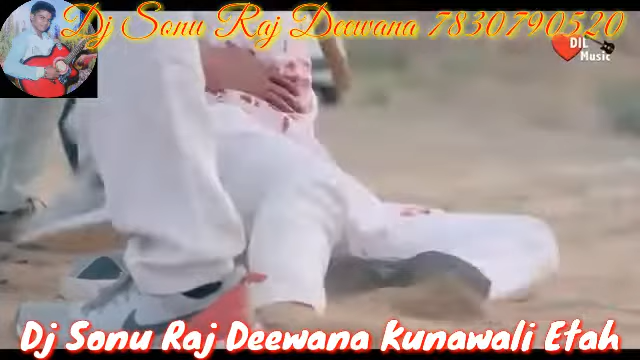 Dj Sonu Raj Deewana 7830790520
DIL
Music
Dj Sonu Raj Deewana Kunawali Etah